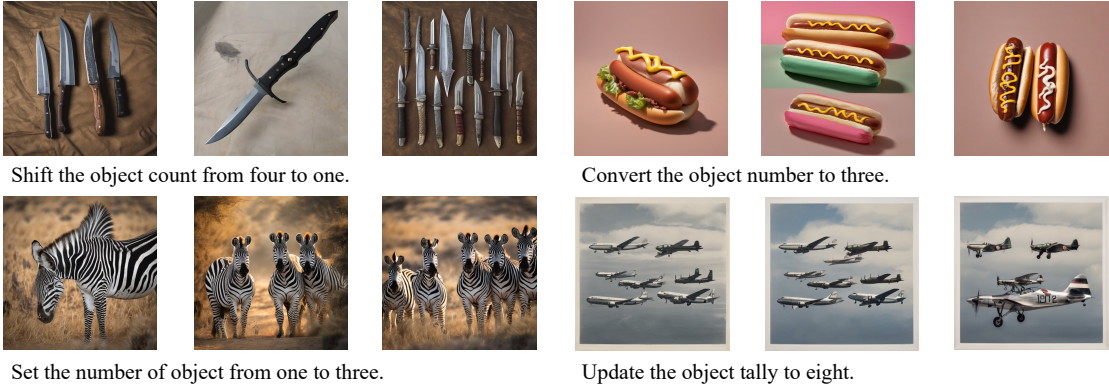 Shift the object count from four to one.
Convert the object number to three.
Set the number of object from one to three.
Update the object tally to eight.